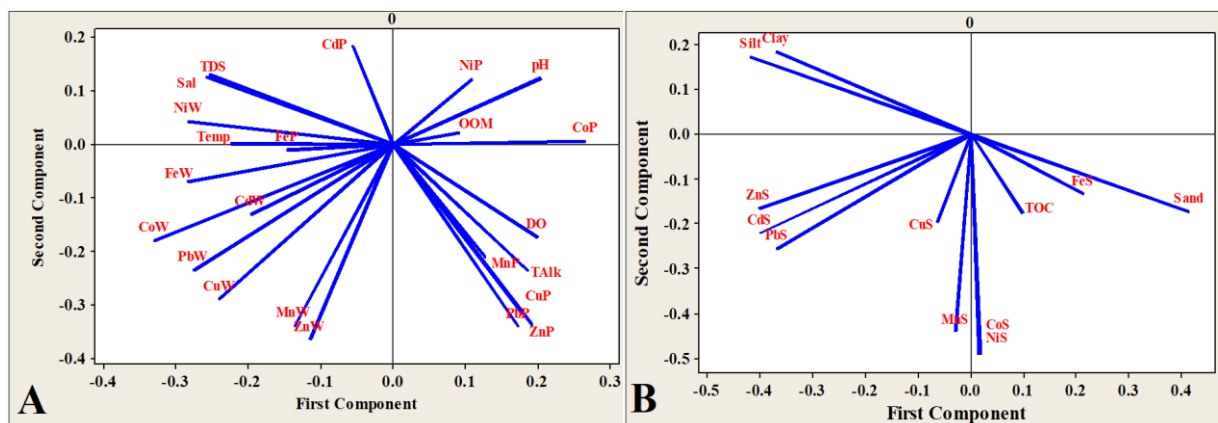 0
0.2
0.1
0.0
-0.1
-0.2
-0.3
-0.4
Second Component
CdP
NiP
pH
TDS
Sal
NiW
OOM
CoP
Temp
FeP
FeW
CdW
CoW
DO
PbW
MnP
TAlk
CuW
CuP
MnW
PbP
ZnW
ZnP
-0.4
-0.3
-0.2
-0.1
0.0
0.1
0.2
0.3
First Component
A
0
0.2
0.1
0.0
-0.1
-0.2
-0.3
-0.4
-0.5
Second Component
Silt
Clay
ZnS
CdS
PbS
CuS
TOC
FeS
Sand
MnS
CoS
NiS
-0.5
-0.4
-0.3
-0.2
-0.1
0.0
0.1
0.2
0.3
0.4
First Component
B